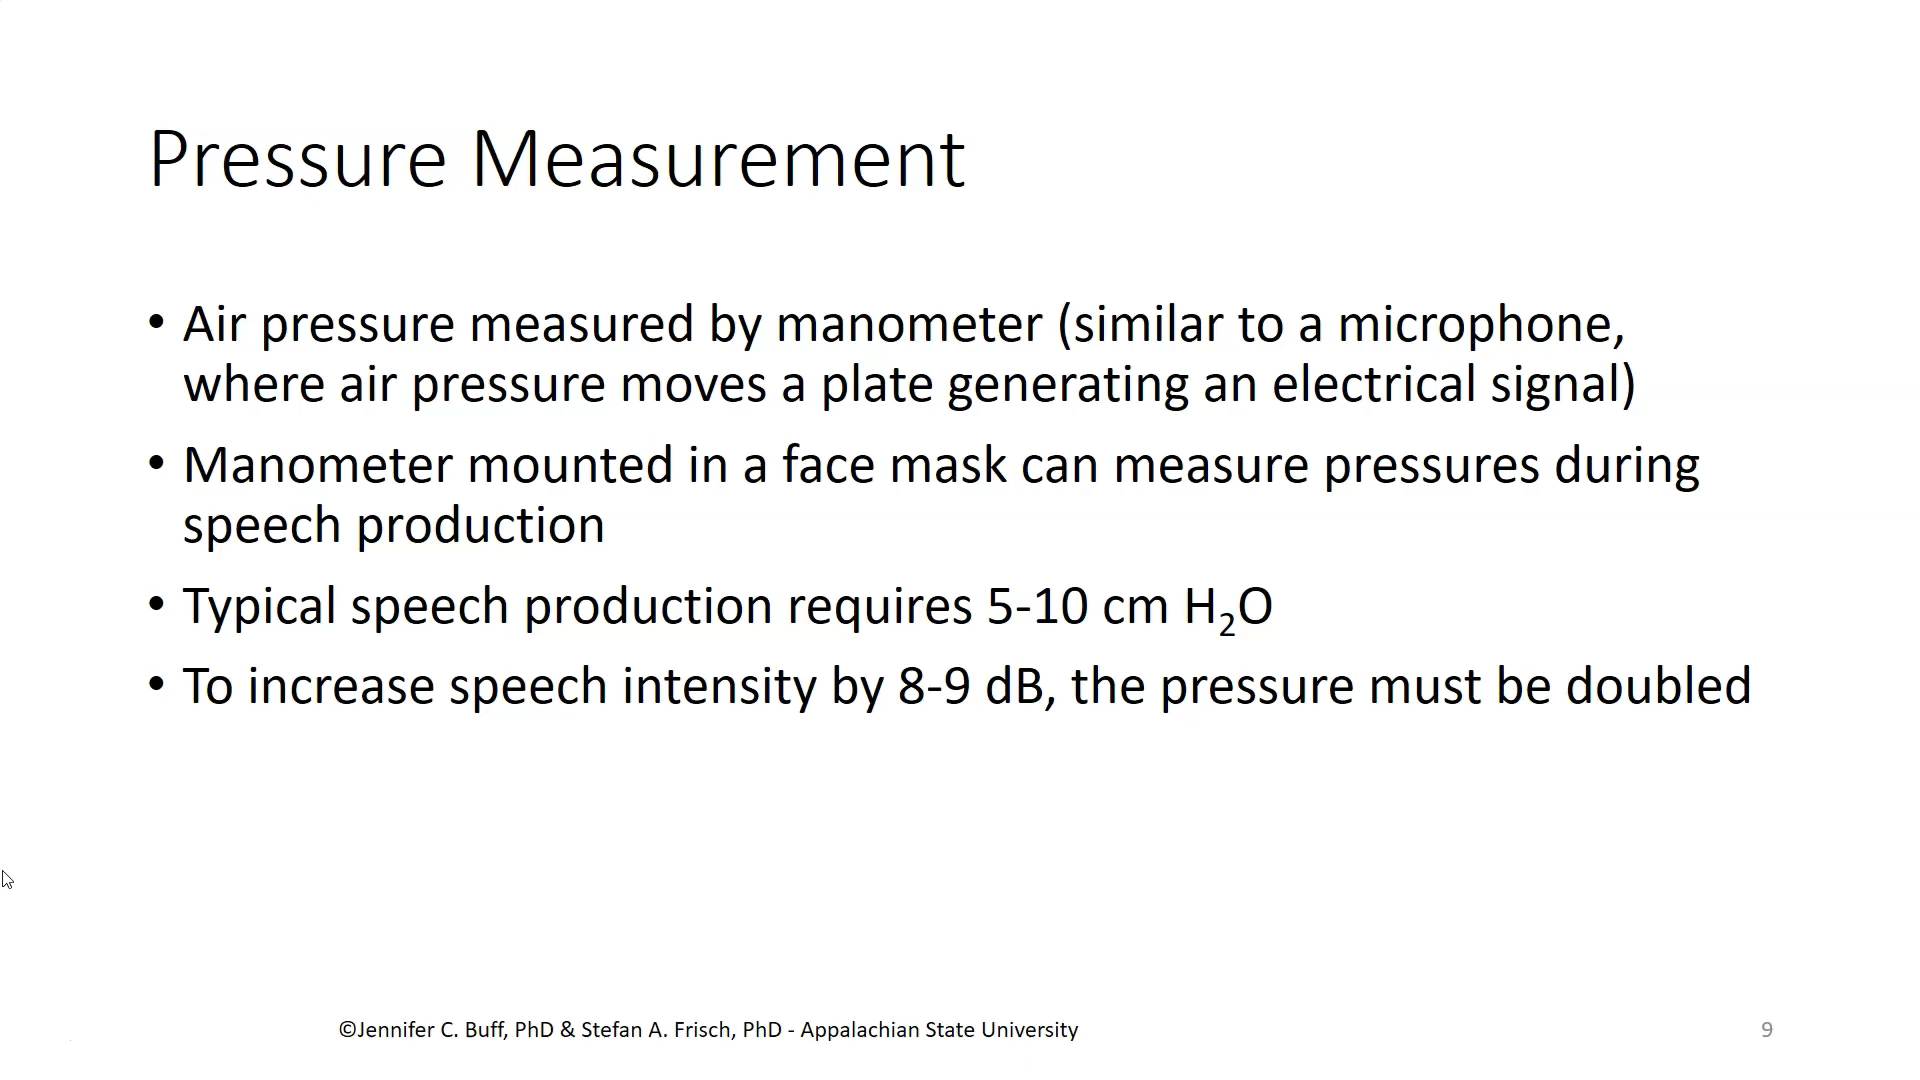 Pressure Measurement
• Air pressure measured by manometer (similar to a microphone,
where air pressure moves a plate generating an electrical signal)
• Manometer mounted in a face mask can measure pressures during
speech production
• Typical speech production requires 5-10 cm H₂O
• To increase speech intensity by 8-9 dB, the pressure must be doubled
©Jennifer C. Buff, PhD & Stefan A. Frisch, PhD - Appalachian State University
9